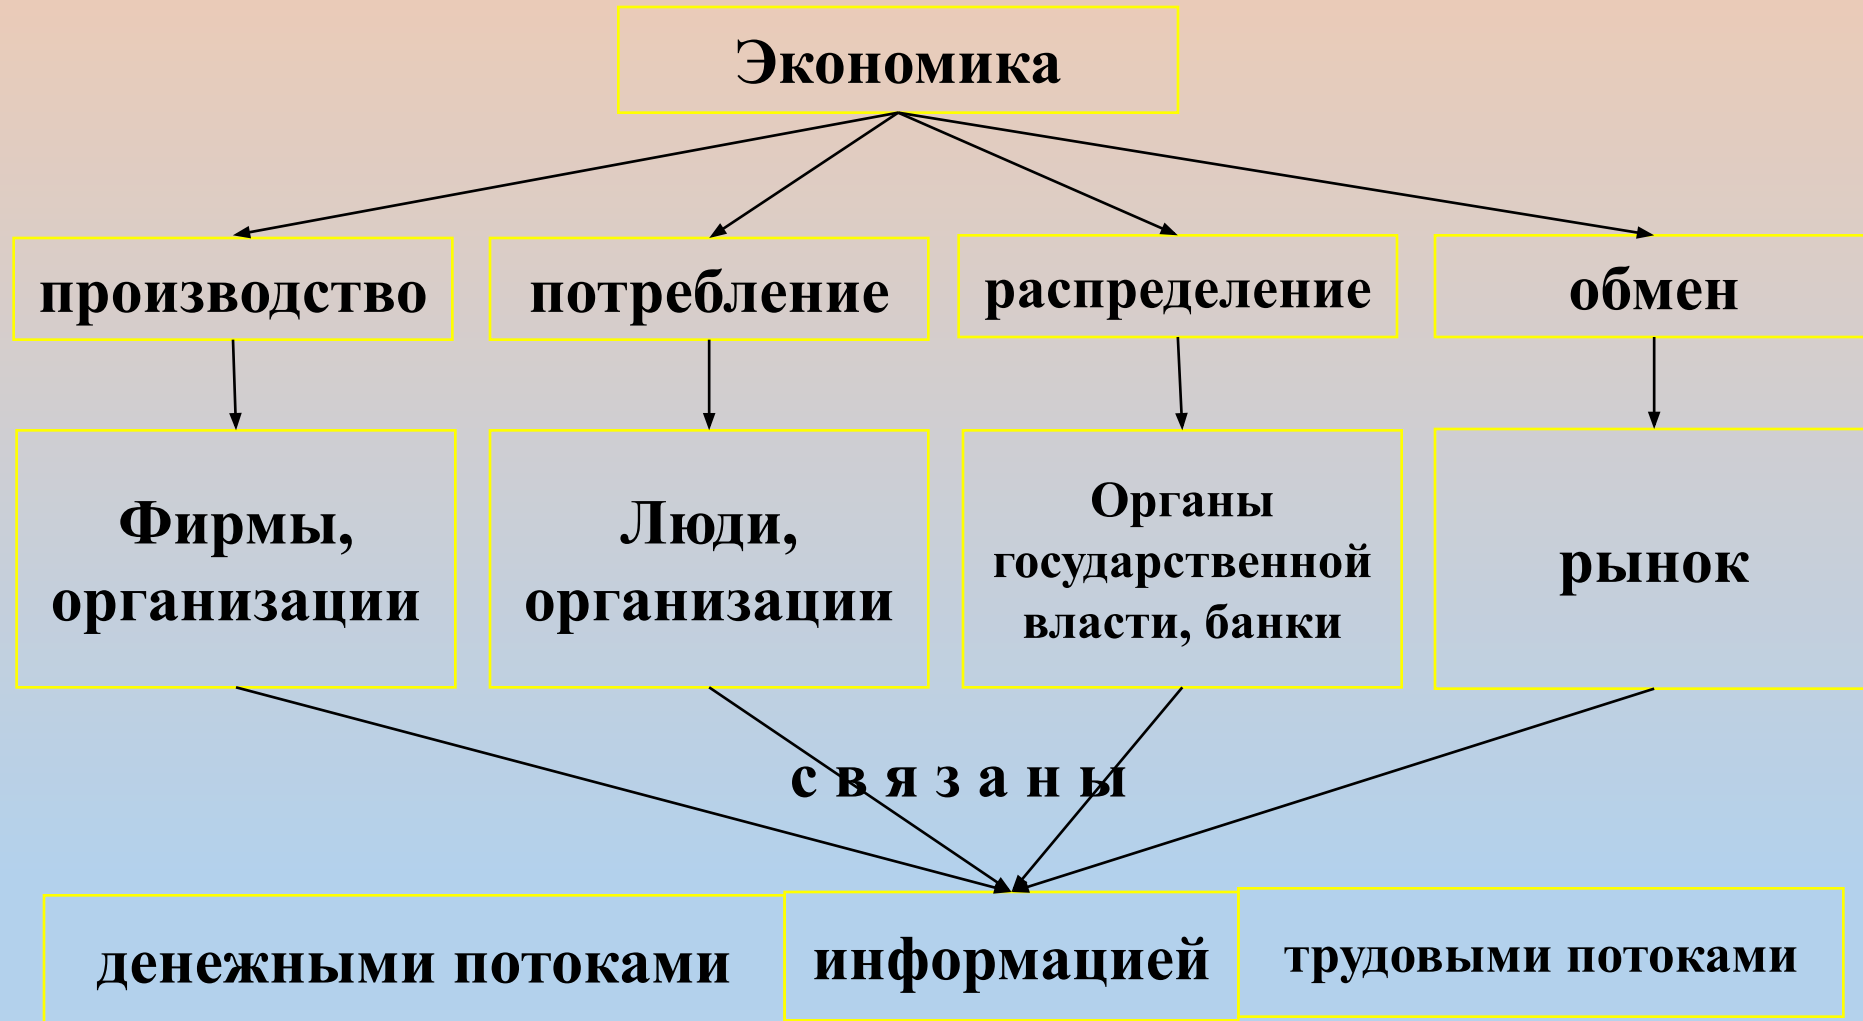 Экономика
производство
потребление
распределение
обмен
Фирмы,
организации
Люди,
организации
Органы
государственной
власти, банки
рынок
с в я з а н ы
денежными потоками
информацией
трудовыми потоками